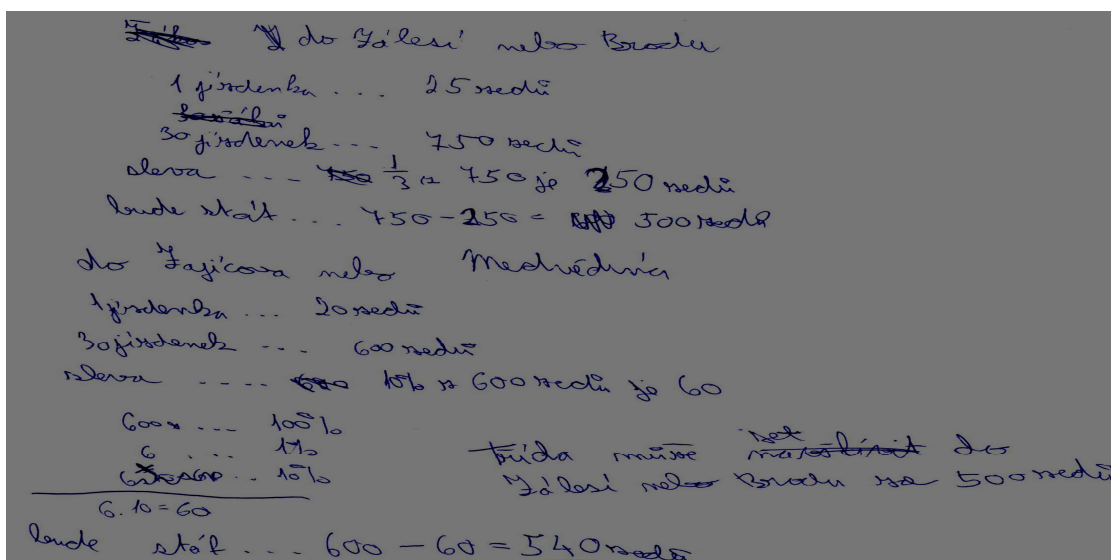 do Zálesí nebo Brodu
1 jízdenka ... 25 sedů
30 jízdenek ... 750 sedů
sleva ... 1/3 z 750 je 250 sedů
bude stát ... 750 - 250 = 500 sedů
do Zajícova nebo Medvědína
1 jízdenka ... 20 sedů
30 jízdenek ... 600 sedů
sleva .... 10% z 600 sedů je 60
600 ... 100%
6 .... 1%
.. 10%
6.10 = 60
Třída může jet do
Zálesí nebo Brodu za 500 sedů
bude stát ... 600 - 60 = 540 sedů